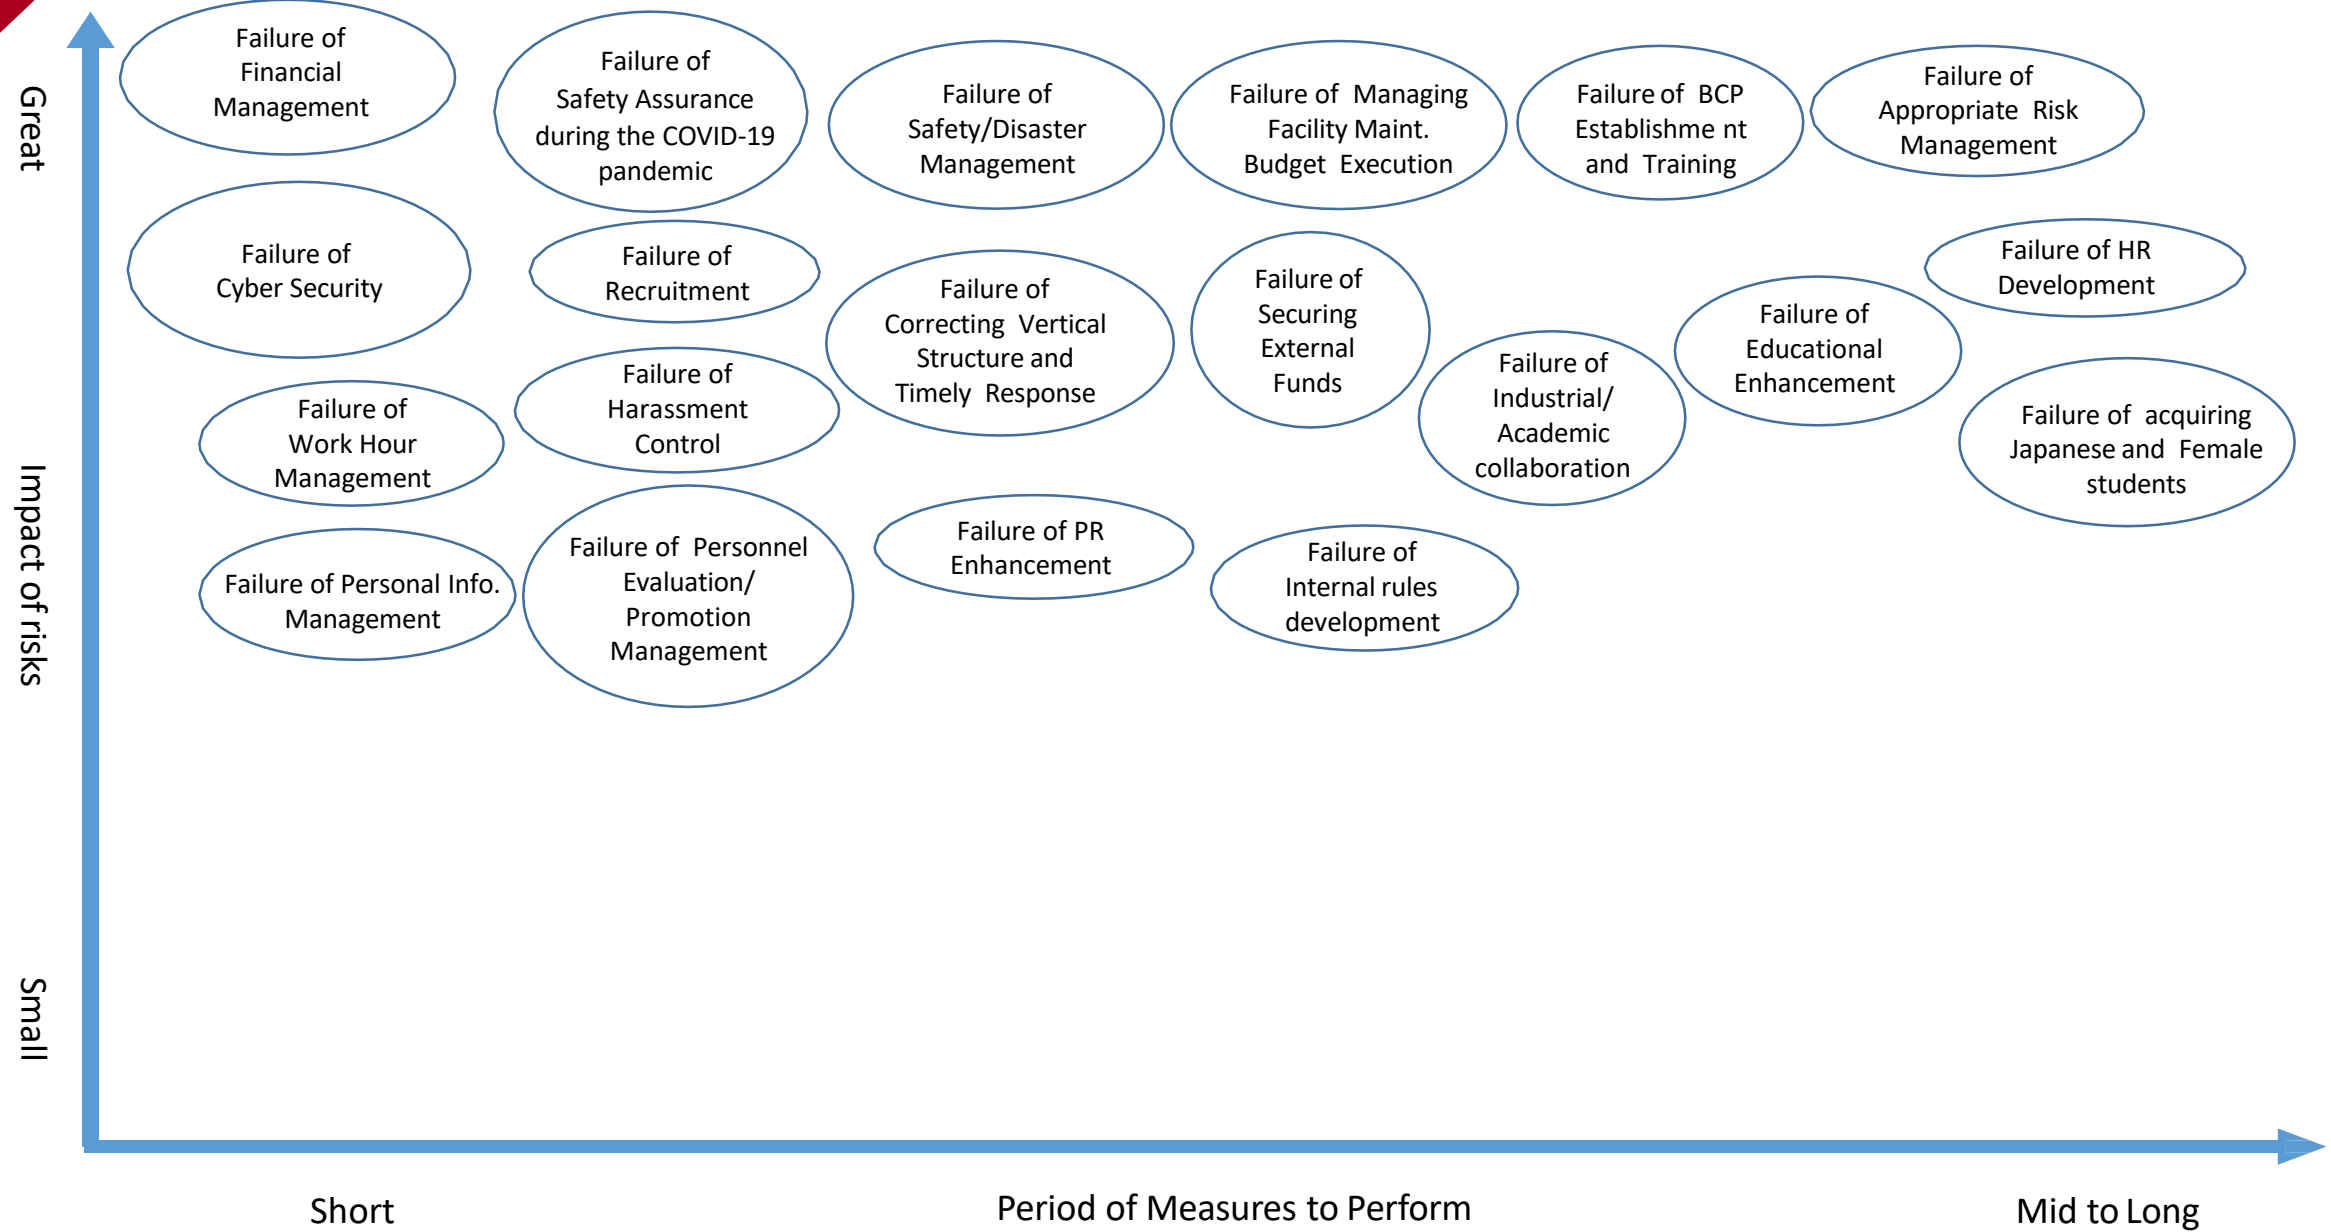 Great
Impact of risks
Small
Failure of
Financial
Management
Failure of
Safety Assurance
during the COVID-19
pandemic
Failure of
Safety/Disaster
Management
Failure of Managing
Facility Maint.
Budget Execution
Failure of BCP
Establishme nt
and Training
Failure of
Appropriate Risk
Management
Failure of
Cyber Security
Failure of
Recruitment
Failure of
Correcting Vertical
Structure and
Timely Response
Failure of
Securing
External
Funds
Failure of
Industrial/
Academic
collaboration
Failure of
Educational
Enhancement
Failure of HR
Development
Failure of
Work Hour
Management
Failure of
Harassment
Control
Failure of acquiring
Japanese and Female
students
Failure of Personal Info.
Management
Failure of Personnel
Evaluation/
Promotion
Management
Failure of PR
Enhancement
Failure of
Internal rules
development
Short
Period of Measures to Perform
Mid to Long